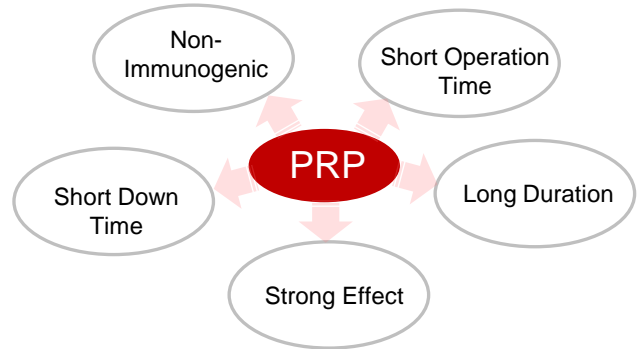 Non-
Immunogenic
Short Operation
Time
PRP
Short Down
Time
Long Duration
Strong Effect